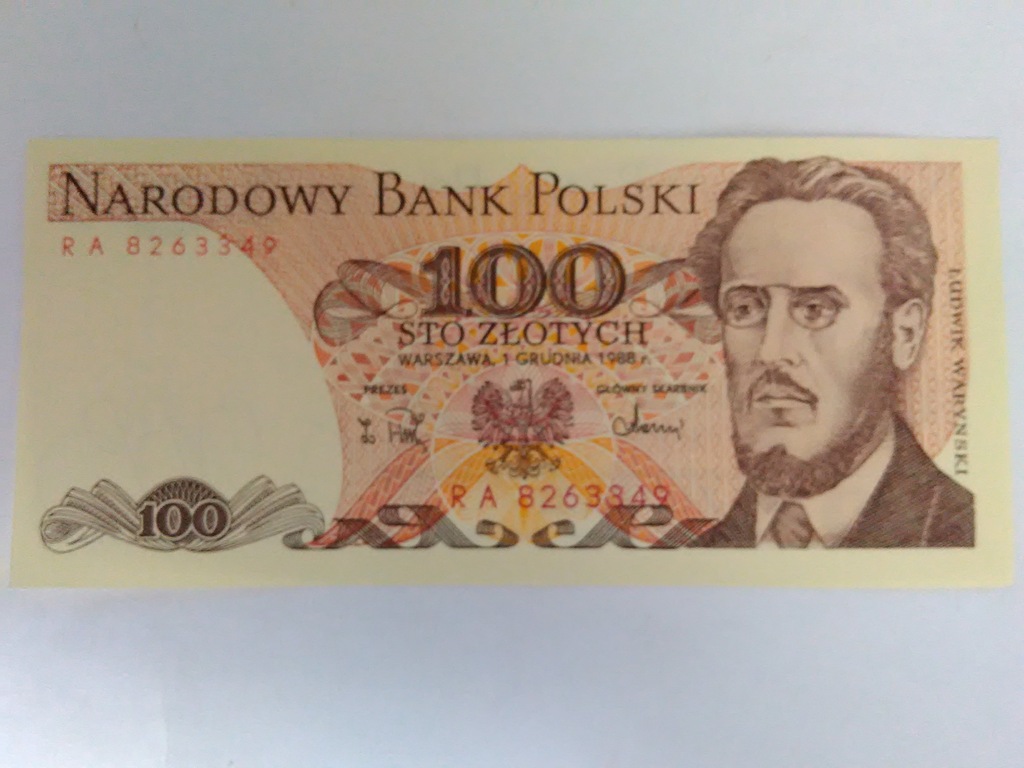 NARODOWY BANK POLSKI
RA 8263349
100
STO ZŁOTYCH
WARSZAWA, 1 GRUDNIA 1988 r.
PREZES
GŁÓWNY SKARBNIK
RA 8263349
100
LUDWIK WARYŃSKI